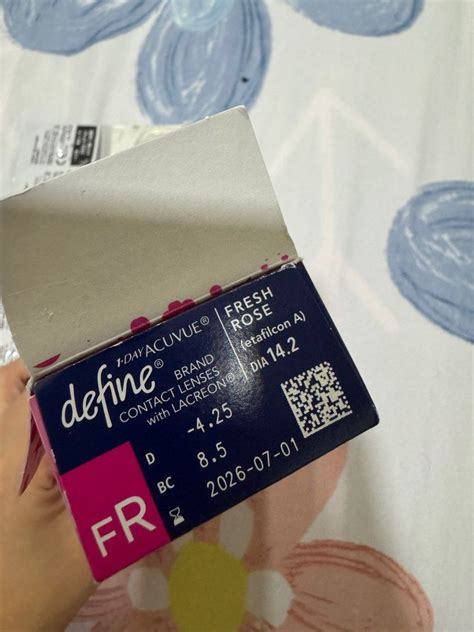 1-DAY ACUVUE®
define® BRAND
CONTACT LENSES
with LACREON®
FRESH
ROSE
(etafilcon A)
DIA 14.2
D -4.25
BC 8.5
2026-07-01
FR